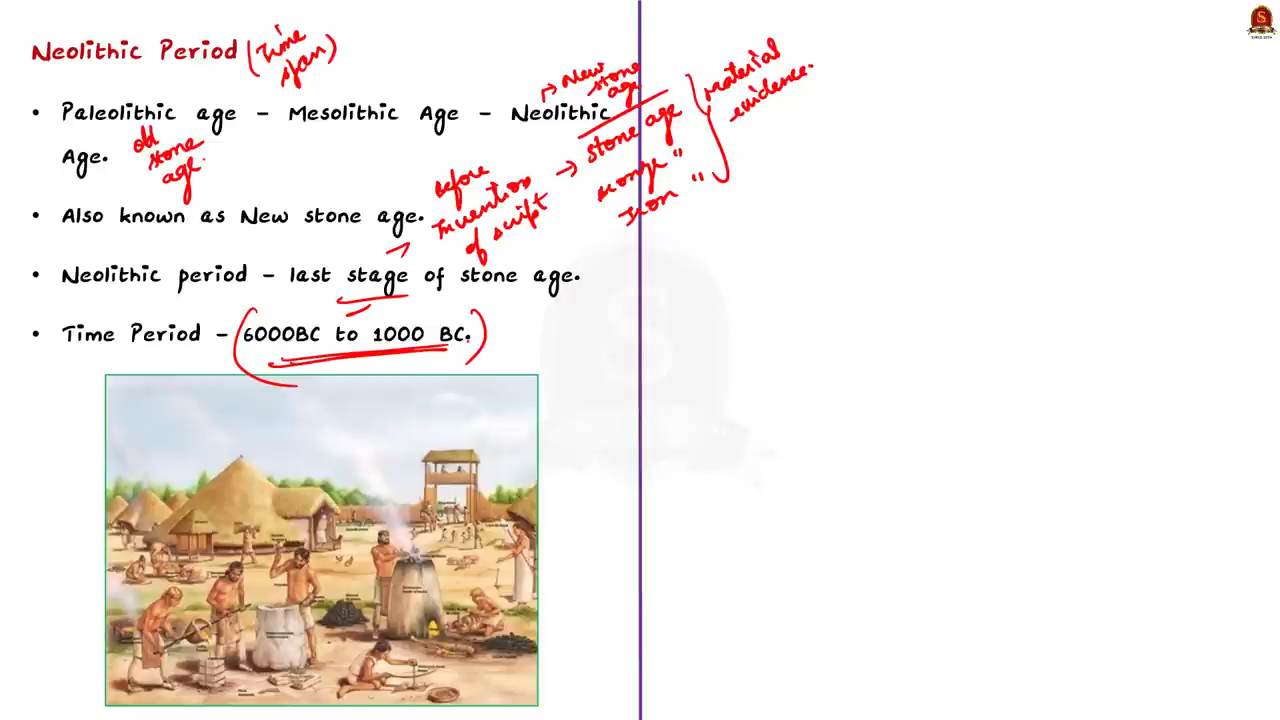 Neolithic Period (Time
span)
• Paleolithic age - Mesolithic Age - Neolithic
Age.
old
stone
age.
→ New
stone
age
• Also known as New stone age.
Before
Invention
of script
→ stone age
Bronze "
Iron "
Material
evidence.
• Neolithic period - last stage of stone age.
• Time Period - (6000BC to 1000 BC.)
S
SINCE 2004